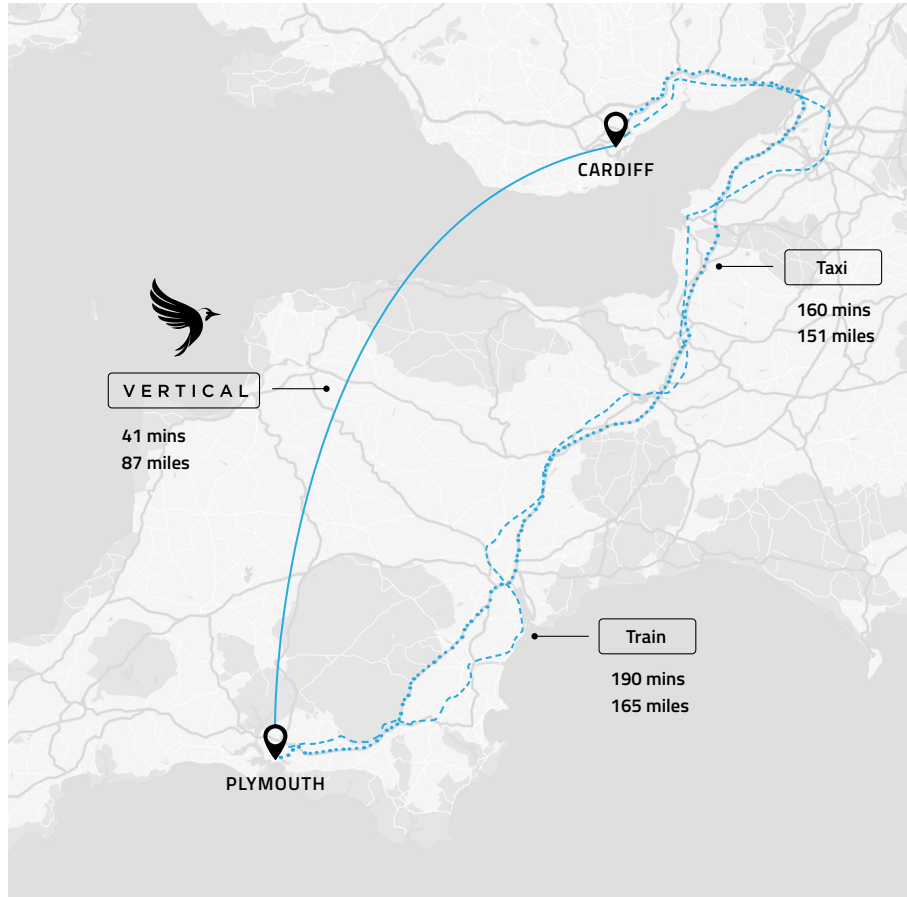 CARDIFF
Taxi
160 mins
151 miles
VERTICAL
41 mins
87 miles
Train
190 mins
165 miles
PLYMOUTH